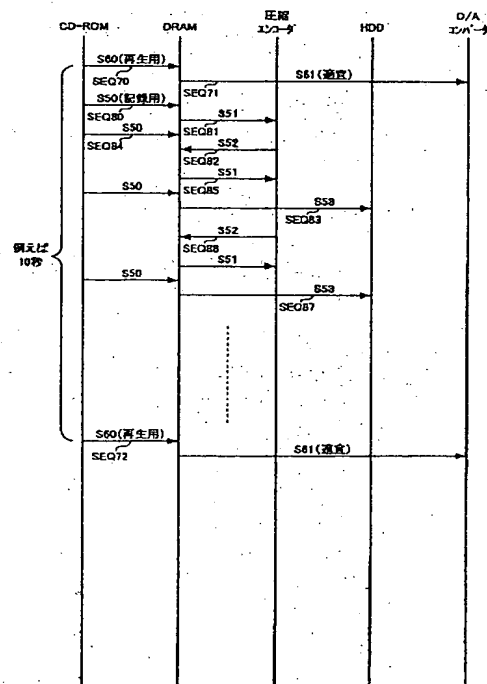 CD-ROM
DRAM
圧縮
エンコーダ
HDD
D/A
コンバータ
S60(再生用)
SEQ70
S61(適宜)
SEQ71
S50(記録用)
SEQ80
S51
SEQ81
S50
SEQ84
S52
SEQ82
S51
SEQ85
S50
S53
SEQ83
S52
SEQ86
S51
S50
S53
SEQ87
例えば
10秒
S60(再生用)
SEQ72
S61(適宜)